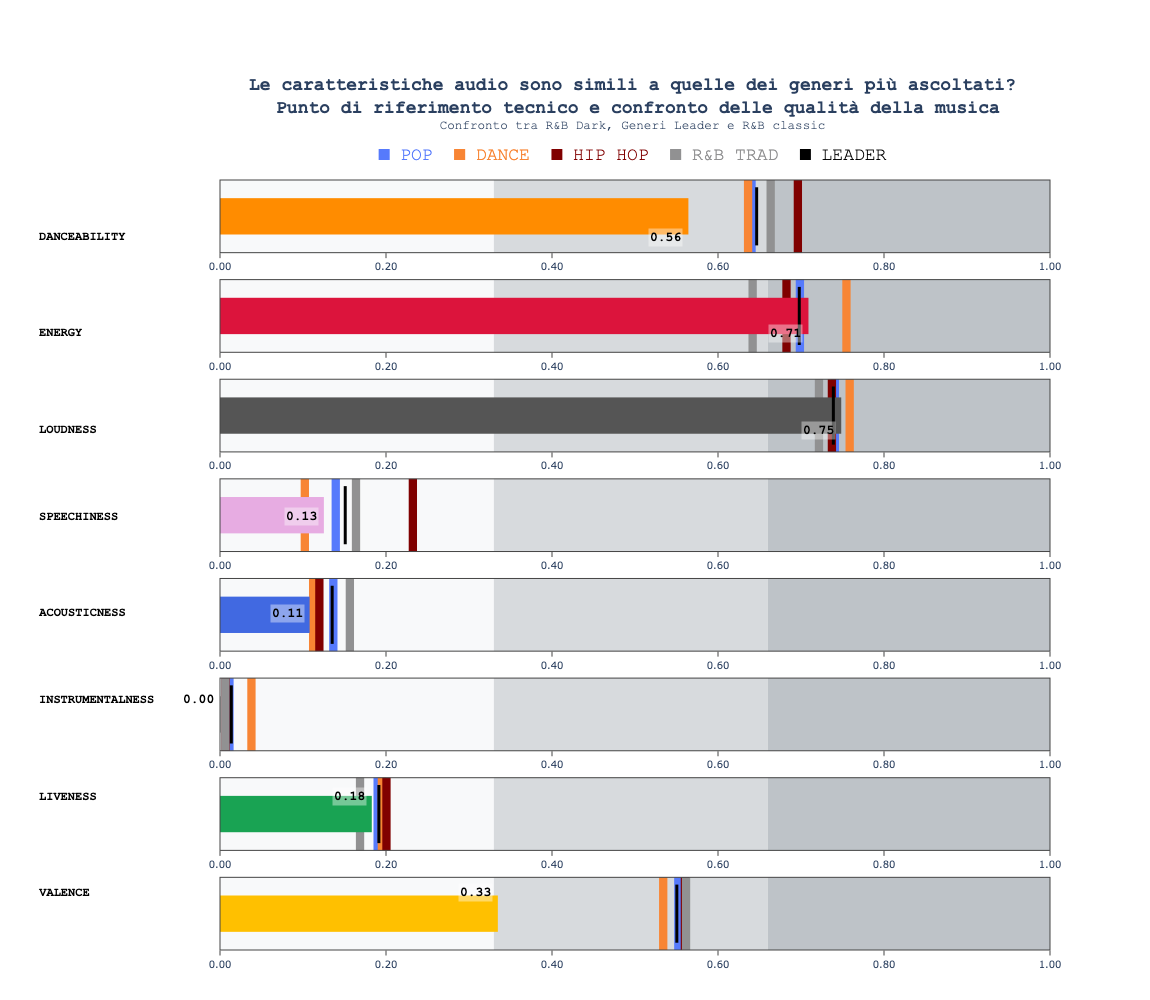 Le caratteristiche audio sono simili a quelle dei generi più ascoltati?
Punto di riferimento tecnico e confronto delle qualità della musica
Confronto tra R&B Dark, Generi Leader e R&B classic
POP DANCE HIP HOP R&B TRAD LEADER
DANCEABILITY 0.56
0.00 0.20 0.40 0.60 0.80 1.00
ENERGY 0.71
0.00 0.20 0.40 0.60 0.80 1.00
LOUDNESS 0.75
0.00 0.20 0.40 0.60 0.80 1.00
SPEECHINESS 0.13
0.00 0.20 0.40 0.60 0.80 1.00
ACOUSTICNESS 0.11
0.00 0.20 0.40 0.60 0.80 1.00
INSTRUMENTALNESS 0.00
0.00 0.20 0.40 0.60 0.80 1.00
LIVENESS 0.18
0.00 0.20 0.40 0.60 0.80 1.00
VALENCE 0.33
0.00 0.20 0.40 0.60 0.80 1.00